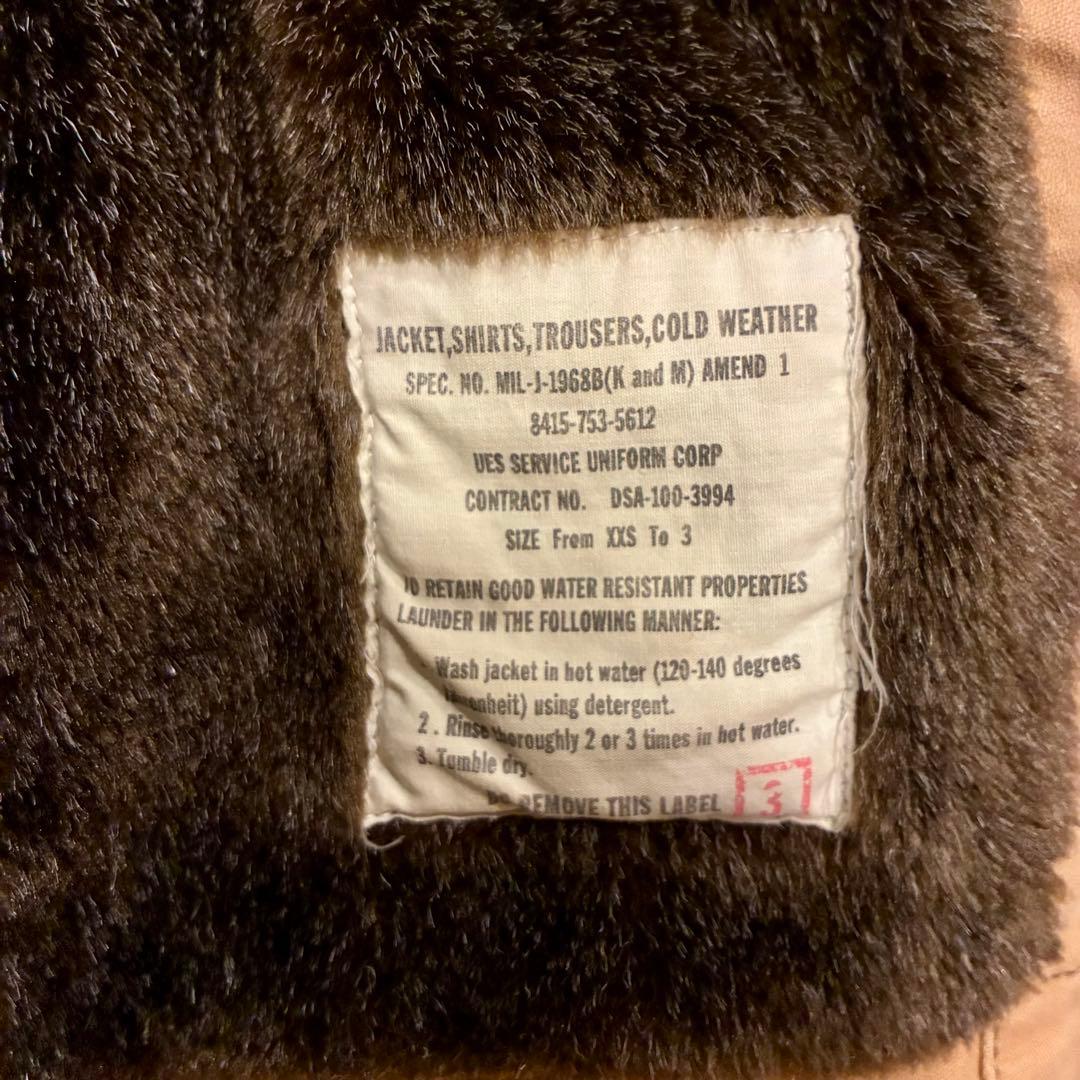 JACKET,SHIRTS,TROUSERS,COLD WEATHER
SPEC. NO. MIL-J-1968B(K and M) AMEND 1
8415-753-5612
UES SERVICE UNIFORM CORP
CONTRACT NO. DSA-100-3994
SIZE From XXS To 3
TO RETAIN GOOD WATER RESISTANT PROPERTIES
LAUNDER IN THE FOLLOWING MANNER:
Wash jacket in hot water (120-140 degrees
using detergent.
2. Rinse thoroughly 2 or 3 times in hot water.
3. Tumble dry.
REMOVE THIS LABEL
3